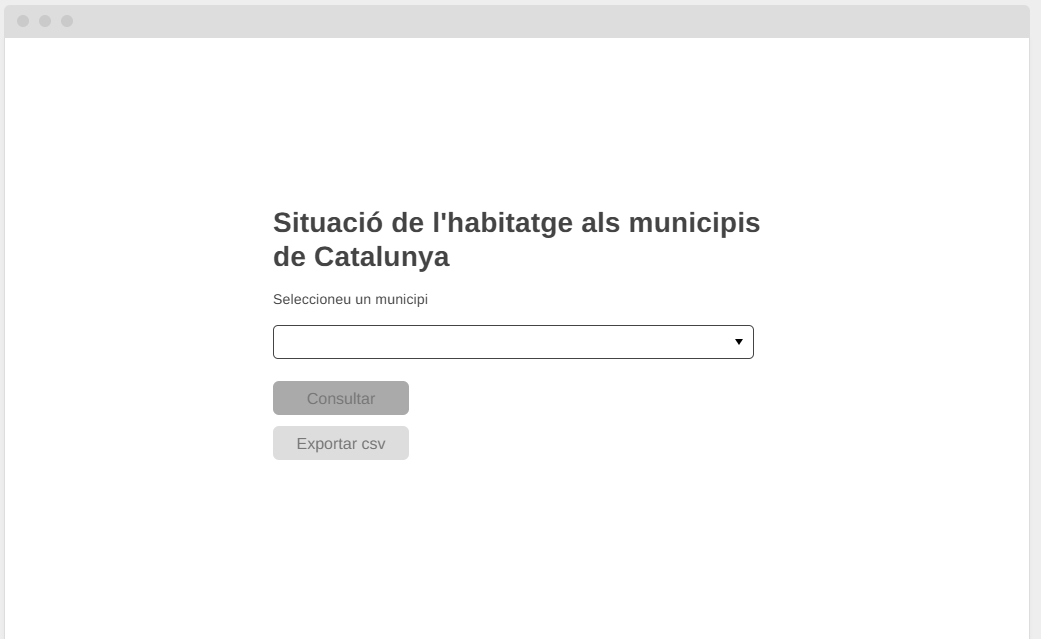 Situació de l'habitatge als municipis
de Catalunya
Seleccioneu un municipi
Consultar
Exportar csv